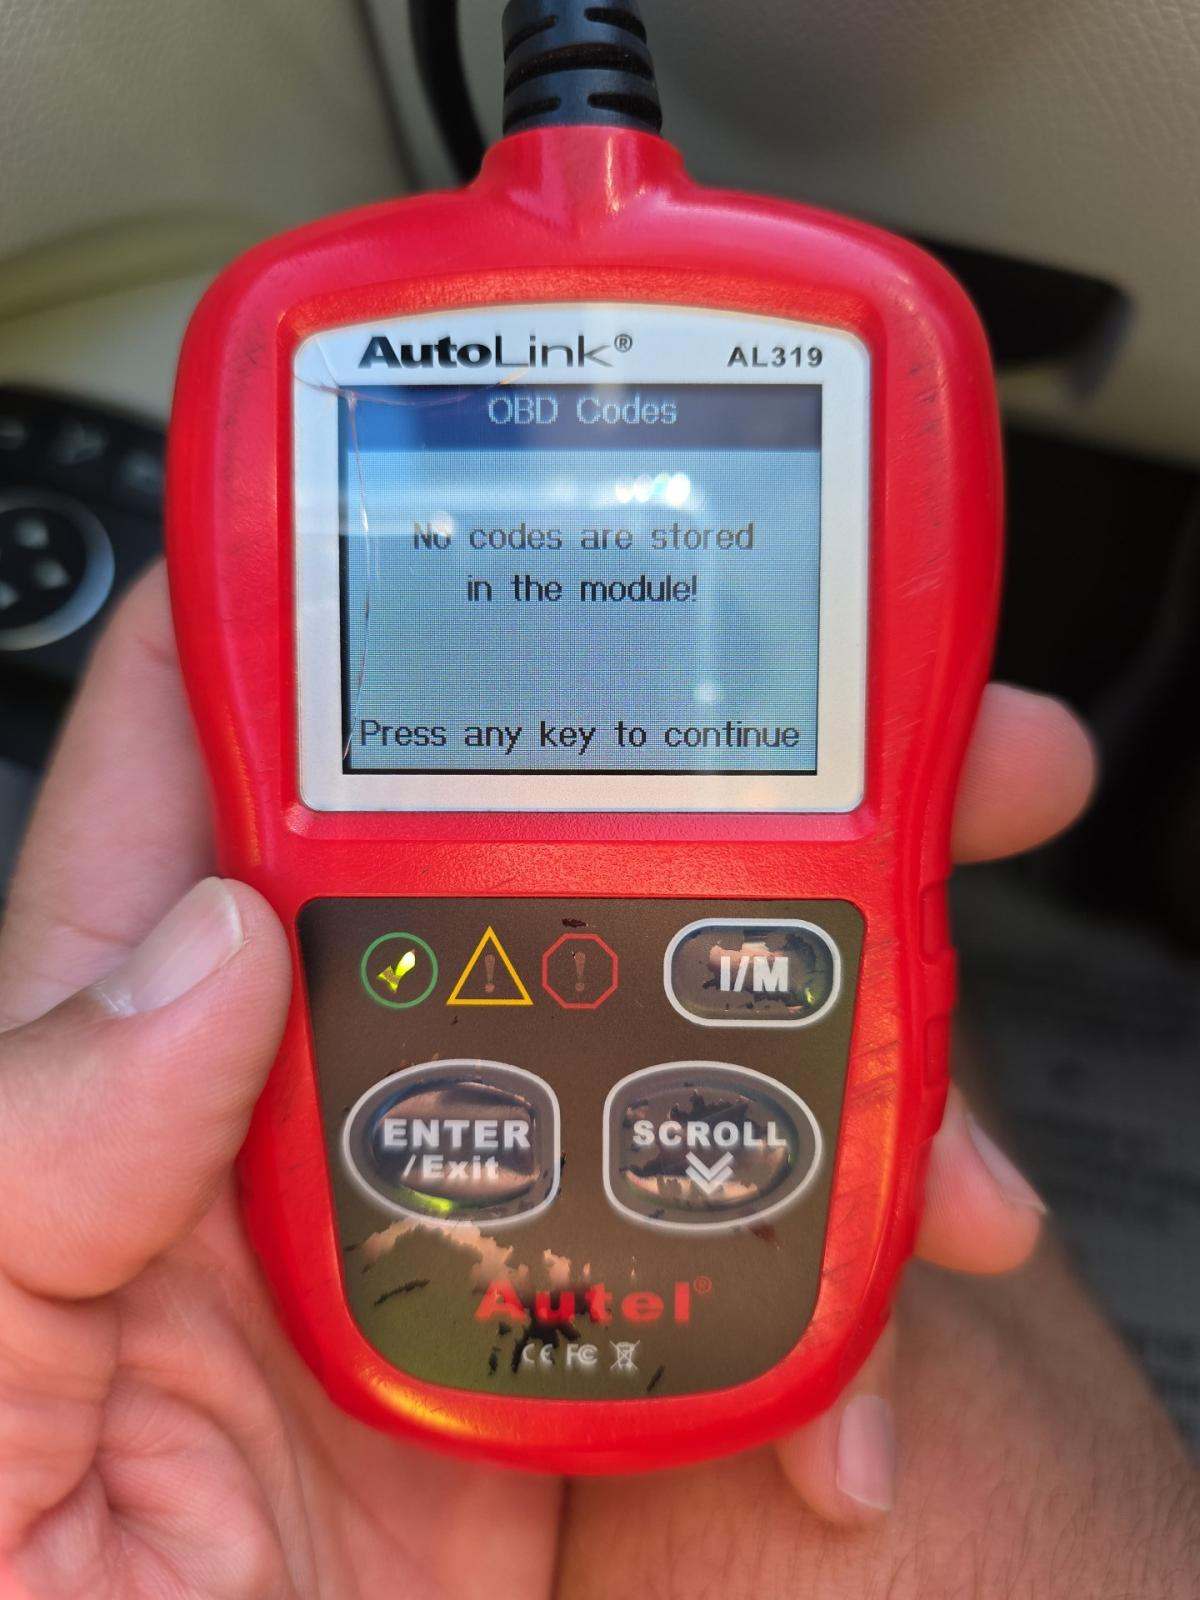 AutoLink® AL319
OBD Codes
No codes are stored
in the module!
Press any key to continue
I/M
ENTER
/Exit
SCROLL
Autel®
CE FC